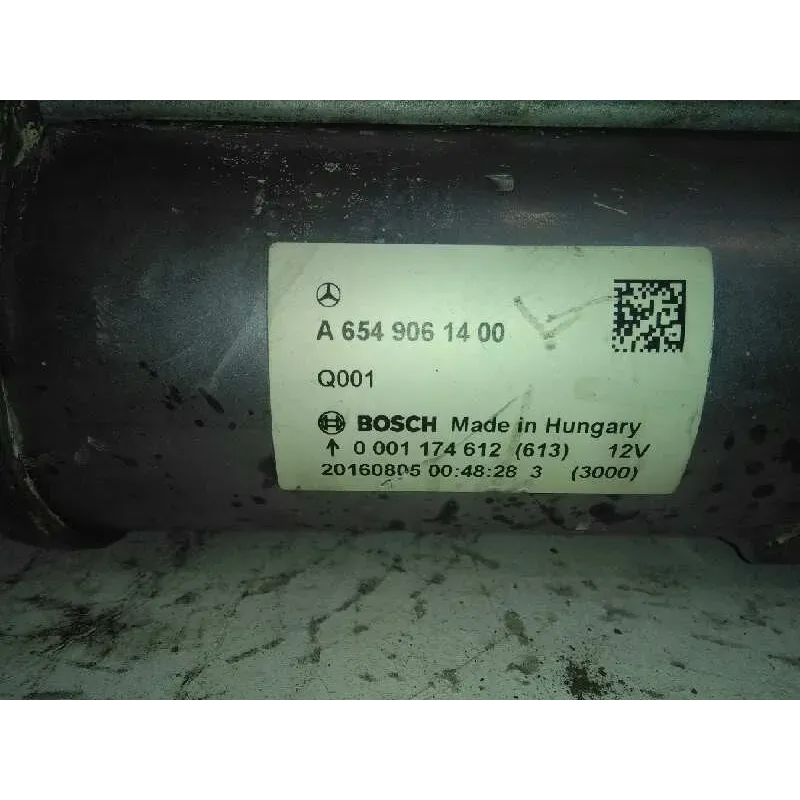 A 654 906 14 00
Q001
BOSCH Made in Hungary
↑ 0 001 174 612 (613) 12V
20160805 00:48:28 3 (3000)